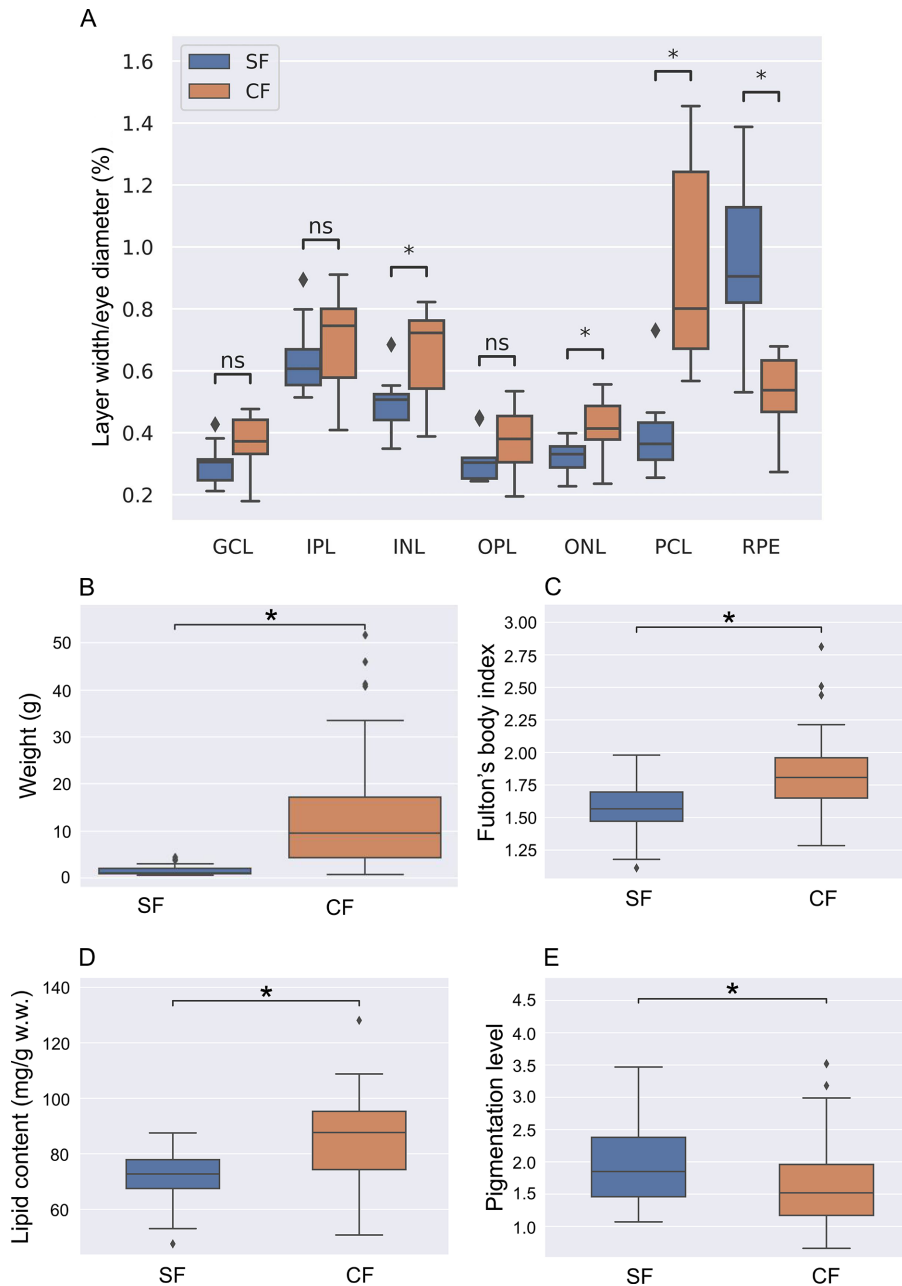 A
Layer width/eye diameter (%)
1.6
1.4
1.2
1.0
0.8
0.6
0.4
0.2
SF
CF
ns
ns
*
ns
*
*
*
GCL IPL INL OPL ONL PCL RPE
B
Weight (g)
50
40
30
20
10
0
*
SF CF
C
Fulton's body index
3.00
2.75
2.50
2.25
2.00
1.75
1.50
1.25
*
SF CF
D
Lipid content (mg/g w.w.)
140
120
100
80
60
*
SF CF
E
Pigmentation level
4.5
4.0
3.5
3.0
2.5
2.0
1.5
1.0
*
SF CF